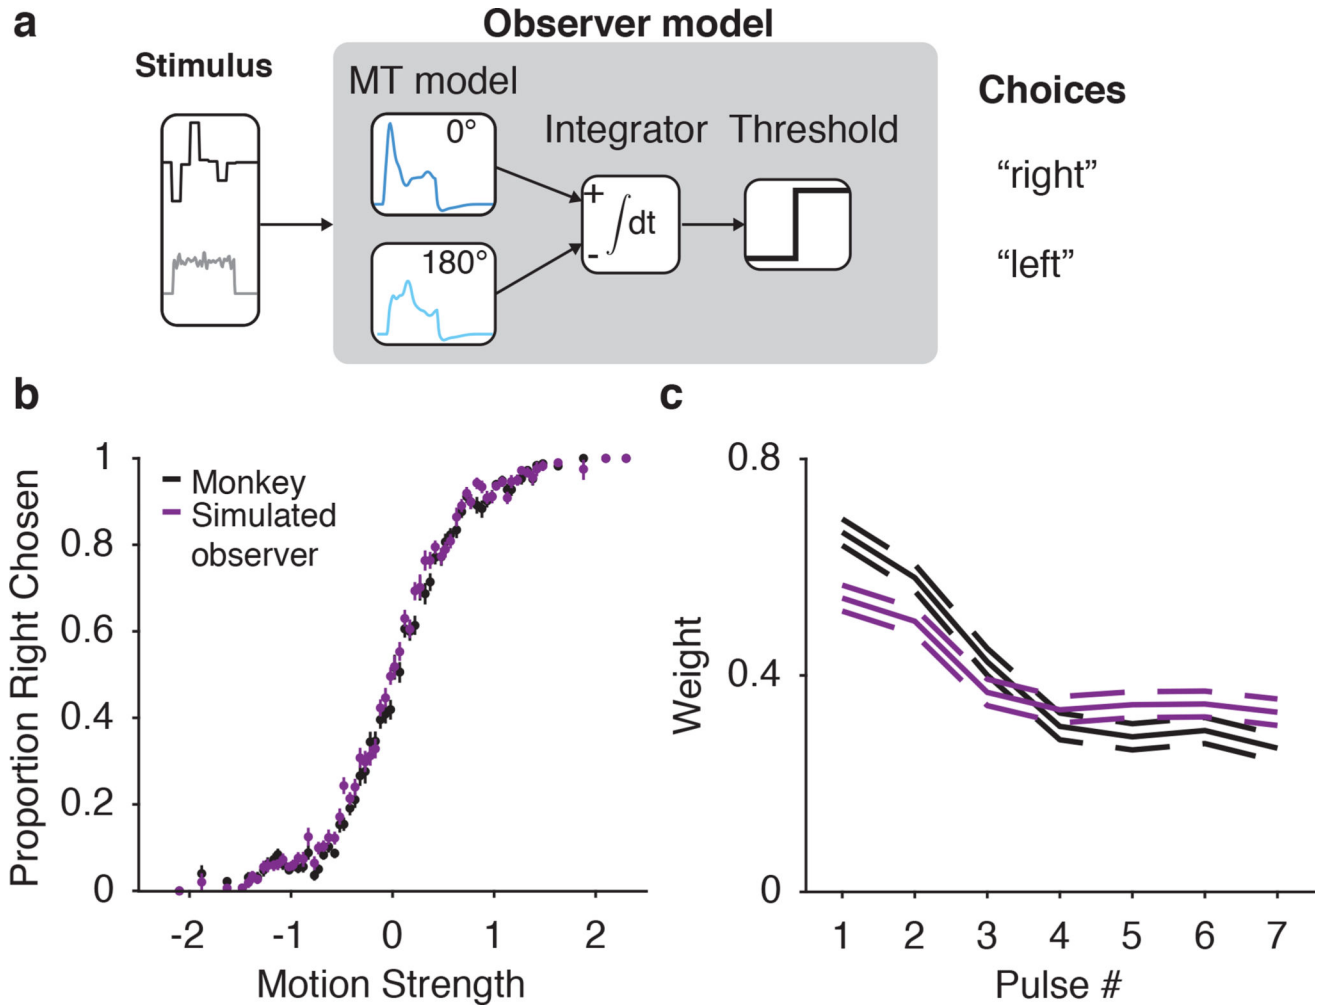 a
Observer model
Stimulus
MT model
0°
180°
Integrator
+
∫dt
-
Threshold
Choices
“right”
“left”
b
Proportion Right Chosen
1
0.8
0.6
0.4
0.2
0
Monkey
Simulated
observer
-2 -1 0 1 2
Motion Strength
c
Weight
0.8
0.4
0
1 2 3 4 5 6 7
Pulse #